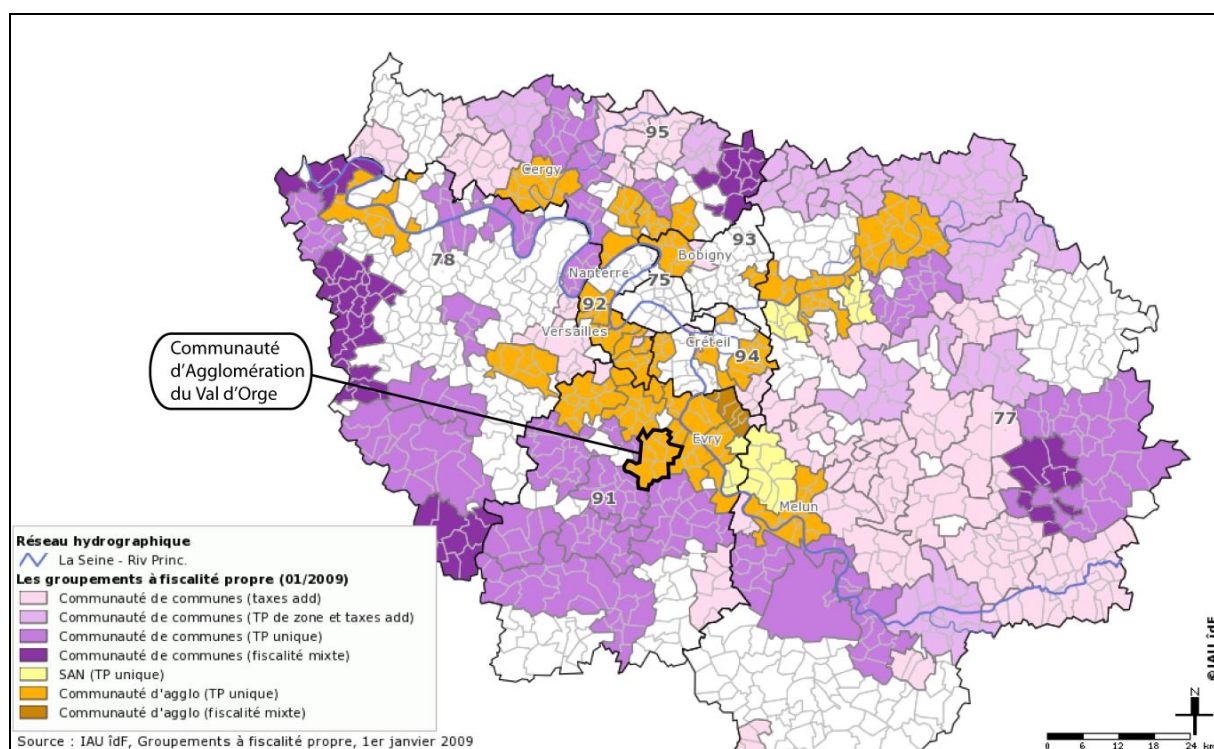 95
Cergy
93
Bobigny
78
Nanterre
75
92
Versailles
Créteil
94
Communauté
d'Agglomération
du Val d'Orge
77
Evry
91
Melun
Réseau hydrographique
La Seine - Riv Princ.
Les groupements à fiscalité propre (01/2009)
Communauté de communes (taxes add)
Communauté de communes (TP de zone et taxes add)
Communauté de communes (TP unique)
Communauté de communes (fiscalité mixte)
SAN (TP unique)
Communauté d'agglo (TP unique)
Communauté d'agglo (fiscalité mixte)
Source : IAU îdF, Groupements à fiscalité propre, 1er janvier 2009
©IAU îdF
N
0 6 12 18 24 km